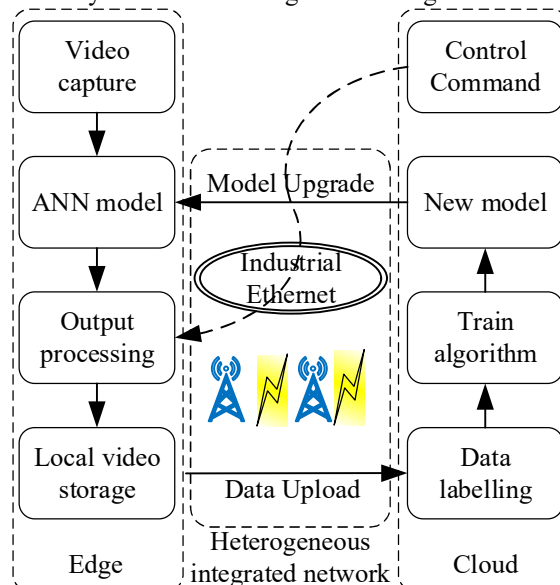 Video
capture
ANN model
Output
processing
Local video
storage
Edge
Model Upgrade
Industrial
Ethernet
Data Upload
Heterogeneous
integrated network
Control
Command
New model
Train
algorithm
Data
labelling
Cloud